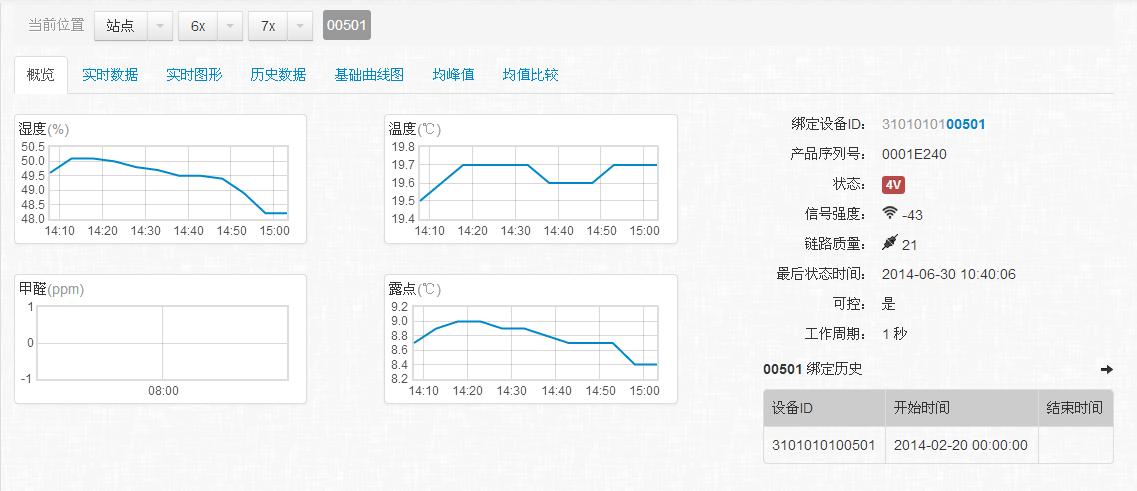 当前位置 站点 6x 7x 00501
概览 实时数据 实时图形 历史数据 基础曲线图 均峰值 均值比较
湿度(%)
50.5
50.0
49.5
49.0
48.5
48.0
14:10 14:20 14:30 14:40 14:50 15:00
温度(℃)
19.8
19.7
19.6
19.5
19.4
14:10 14:20 14:30 14:40 14:50 15:00
甲醛(ppm)
1
0
-1
08:00
露点(℃)
9.2
9.0
8.8
8.6
8.4
8.2
14:10 14:20 14:30 14:40 14:50 15:00
绑定设备ID: 3101010100501
产品序列号: 0001E240
状态: 4V
信号强度: -43
链路质量: 21
最后状态时间: 2014-06-30 10:40:06
可控: 是
工作周期: 1 秒
00501 绑定历史
设备ID 开始时间 结束时间
3101010100501 2014-02-20 00:00:00